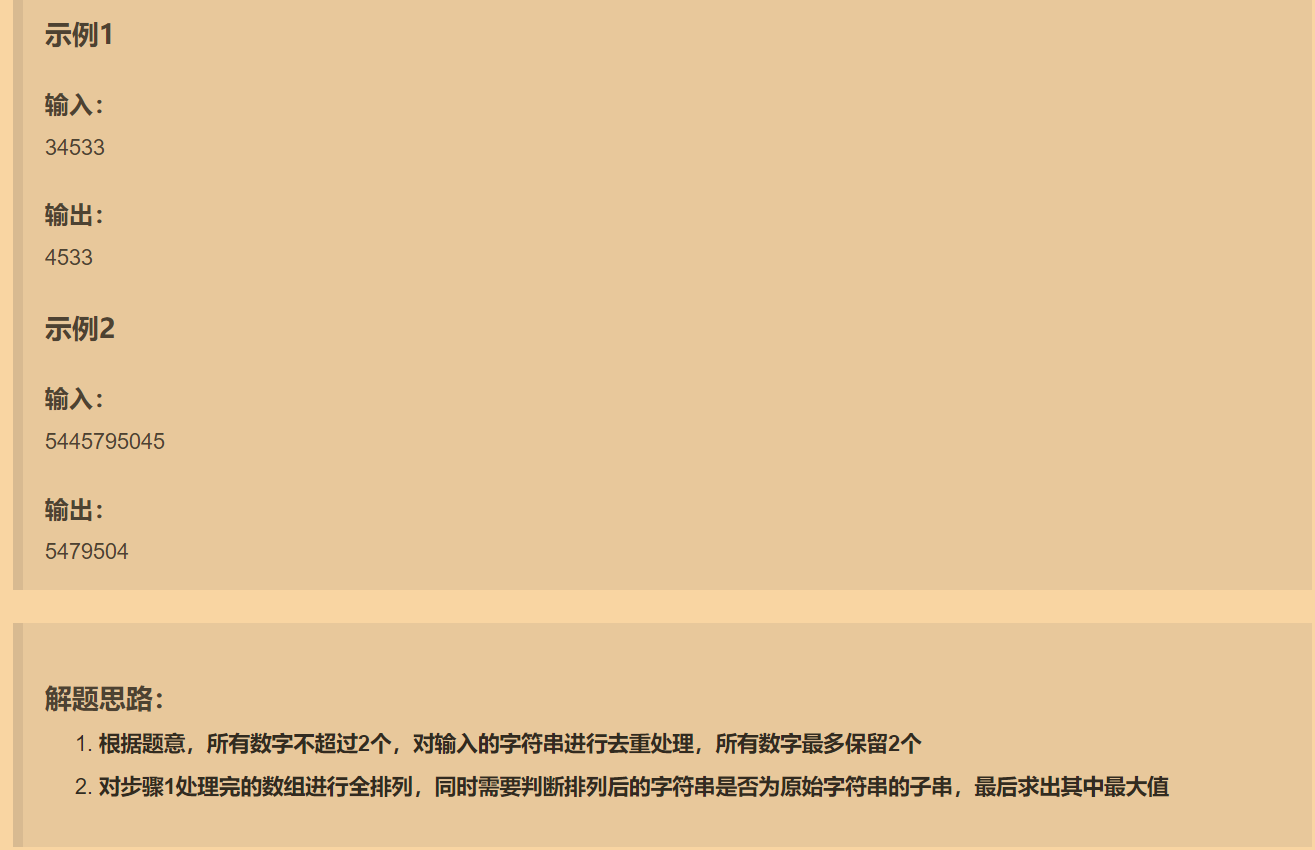 示例1
输入：
34533
输出：
4533
示例2
输入：
5445795045
输出：
5479504
解题思路：
1. 根据题意，所有数字不超过2个，对输入的字符串进行去重处理，所有数字最多保留2个
2. 对步骤1处理完的数组进行全排列，同时需要判断排列后的字符串是否为原始字符串的子串，最后求出其中最大值